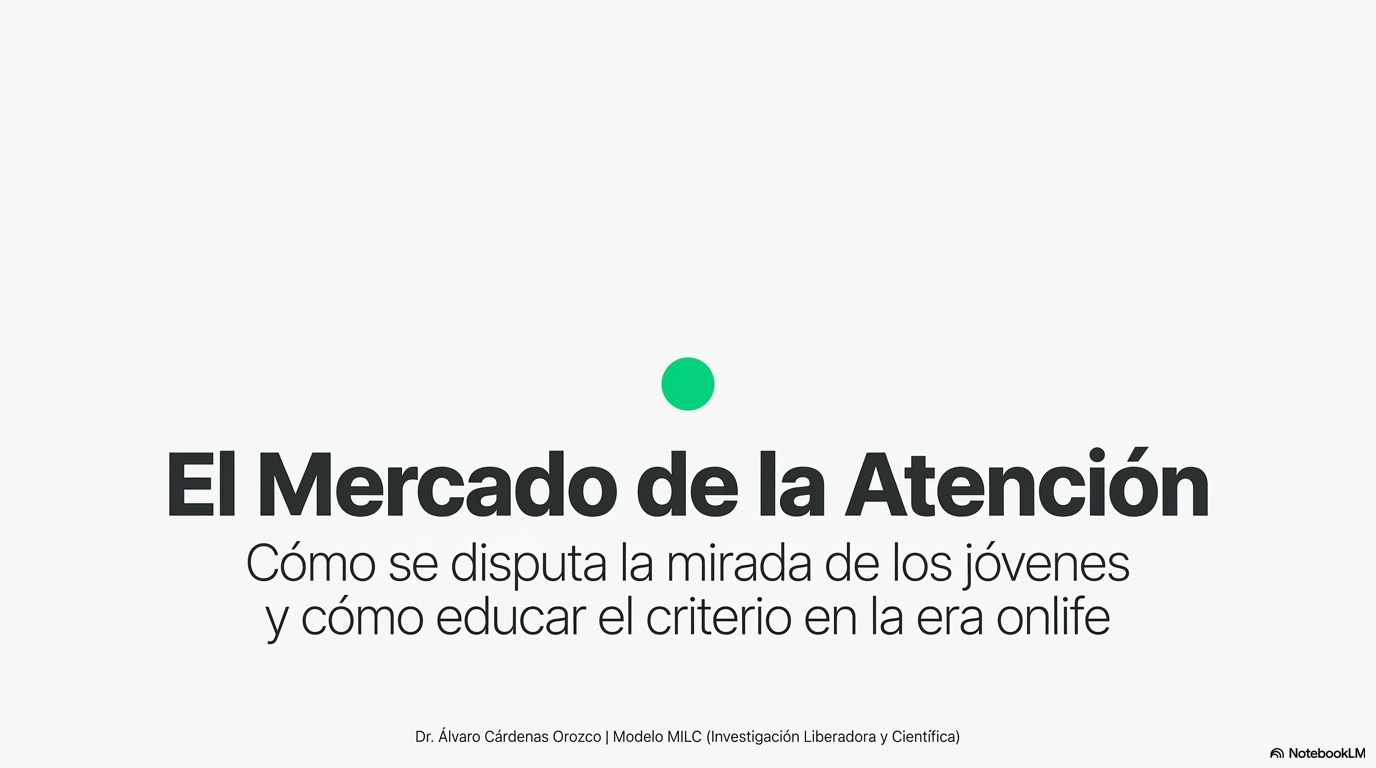 El Mercado de la Atención
Cómo se disputa la mirada de los jóvenes
y cómo educar el criterio en la era onlife
Dr. Álvaro Cárdenas Orozco | Modelo MILC (Investigación Liberadora y Científica)
NotebookLM